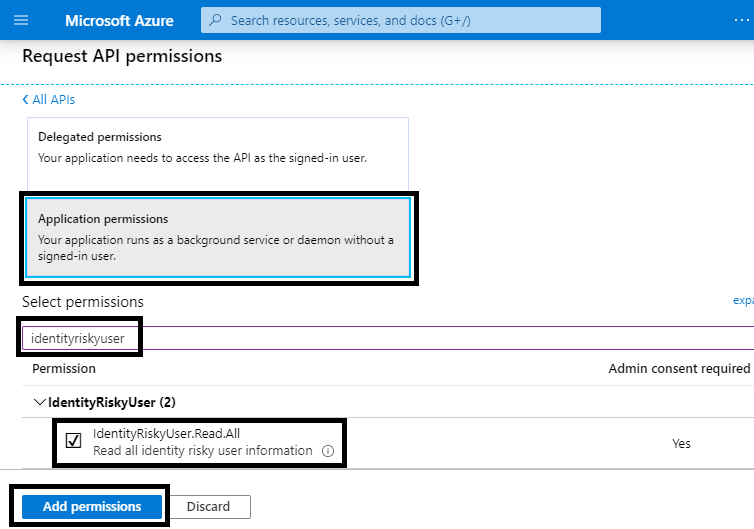 Microsoft Azure
Search resources, services, and docs (G+/)
...
Request API permissions
All APIs
Delegated permissions
Your application needs to access the API as the signed-in user.
Application permissions
Your application runs as a background service or daemon without a
signed-in user.
Select permissions
expa
identityriskyuser
Permission
Admin consent required
IdentityRiskyUser (2)
IdentityRiskyUser.Read.All
Read all identity risky user information
Yes
Add permissions
Discard